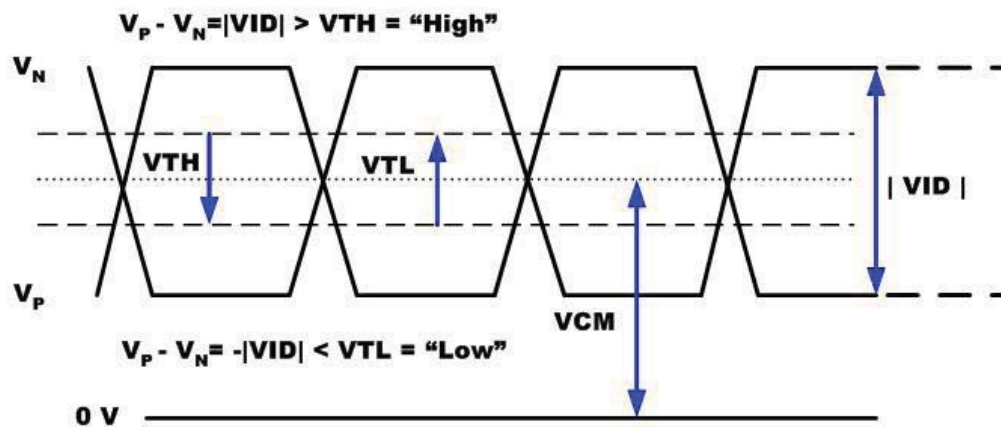 VP - VN=|VID| > VTH = “High”
VN
VTH
VTL
| VID |
VP
VCM
VP - VN= -|VID| < VTL = “Low”
0 V